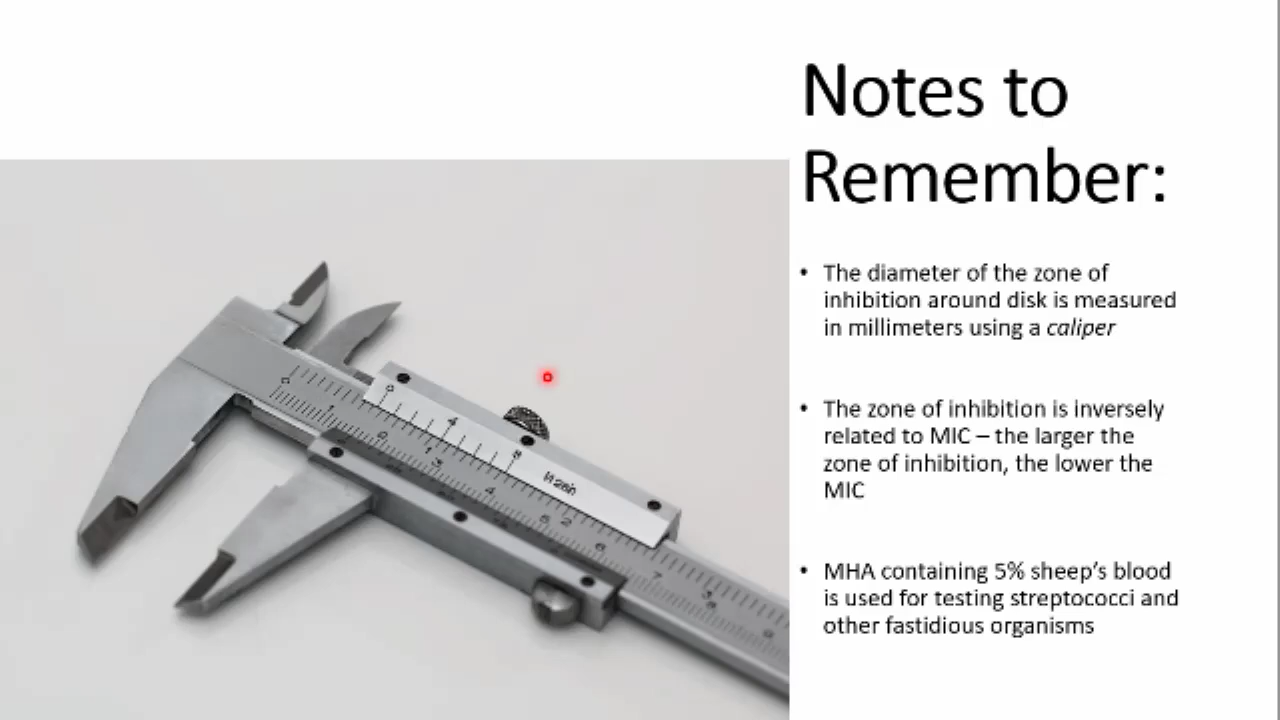 Notes to
Remember:
• The diameter of the zone of
inhibition around disk is measured
in millimeters using a caliper
• The zone of inhibition is inversely
related to MIC – the larger the
zone of inhibition, the lower the
MIC
• MHA containing 5% sheep's blood
is used for testing streptococci and
other fastidious organisms